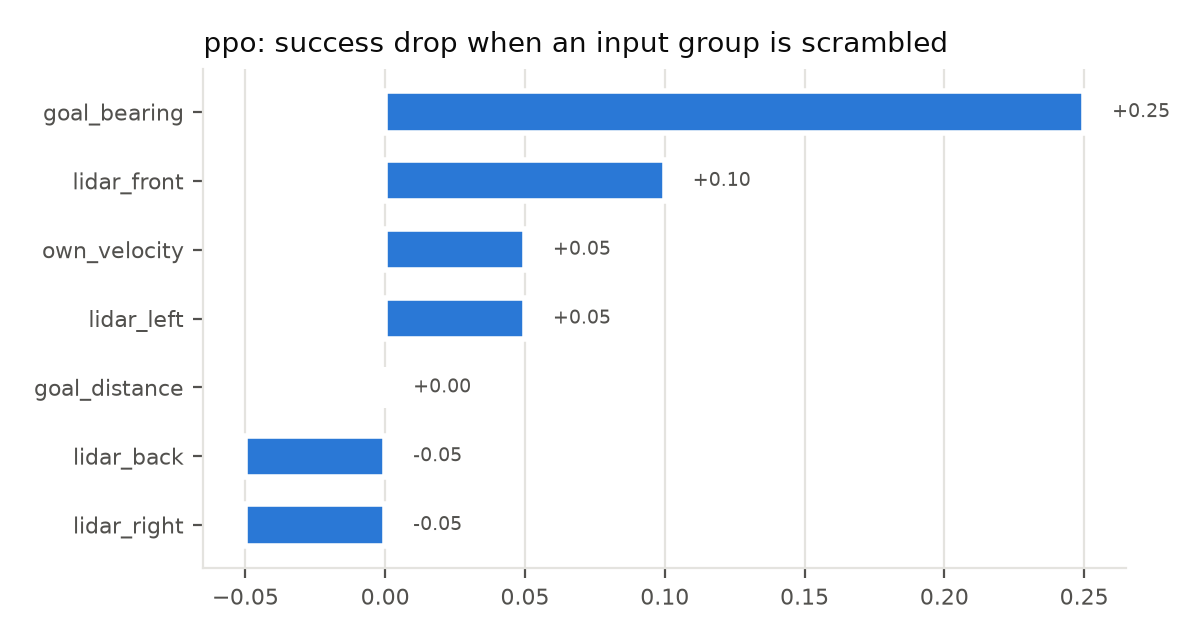 ppo: success drop when an input group is scrambled
goal_bearing
+0.25
lidar_front
+0.10
own_velocity
+0.05
lidar_left
+0.05
goal_distance
+0.00
lidar_back
-0.05
lidar_right
-0.05
−0.05 0.00 0.05 0.10 0.15 0.20 0.25